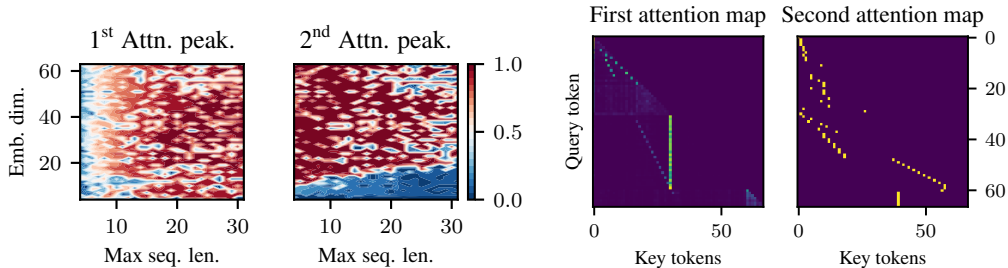 1st Attn. peak.
2nd Attn. peak.
First attention map
Second attention map
Emb. dim.
60
40
20
10
20
30
Max seq. len.
10
20
30
Max seq. len.
1.0
0.5
0.0
Query token
0
50
Key tokens
0
50
Key tokens
0
20
40
60